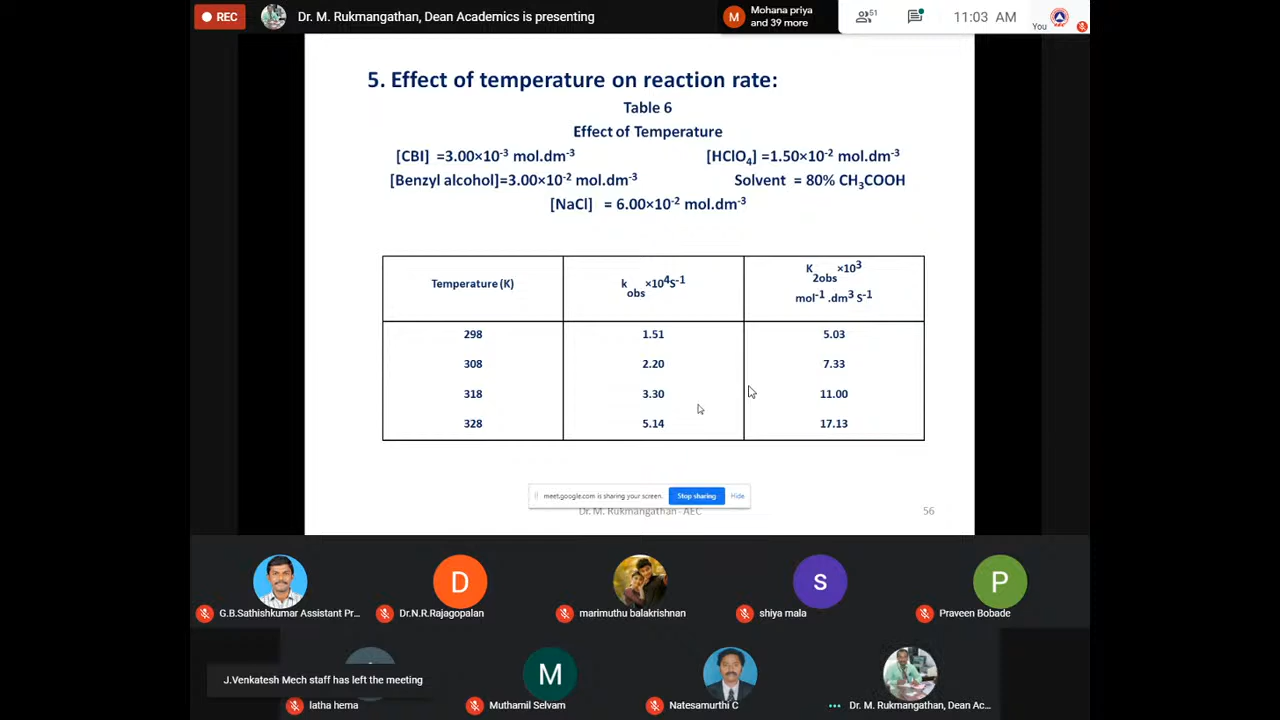 REC
Dr. M. Rukmangathan, Dean Academics is presenting
M
Mohana priya
and 39 more
51
11:03 AM
You
5. Effect of temperature on reaction rate:
Table 6
Effect of Temperature
[CBI] =3.00×10⁻³ mol.dm⁻³ [HClO₄] =1.50×10⁻² mol.dm⁻³
[Benzyl alcohol]=3.00×10⁻² mol.dm⁻³ Solvent = 80% CH₃COOH
[NaCl] = 6.00×10⁻² mol.dm⁻³
Temperature (K) k obs ×10⁴S⁻¹ K 2obs ×10³
mol⁻¹ .dm³ S⁻¹
298 1.51 5.03
308 2.20 7.33
318 3.30 11.00
328 5.14 17.13
meet.google.com is sharing your screen. Stop sharing Hide
Dr. M. Rukmangathan - AEC 56
D s P
G.B.Sathishkumar Assistant Pr... Dr.N.R.Rajagopalan marimuthu balakrishnan shiya mala Praveen Bobade
M
J.Venkatesh Mech staff has left the meeting
latha hema Muthamil Selvam Natesamurthi C Dr. M. Rukmangathan, Dean Ac...